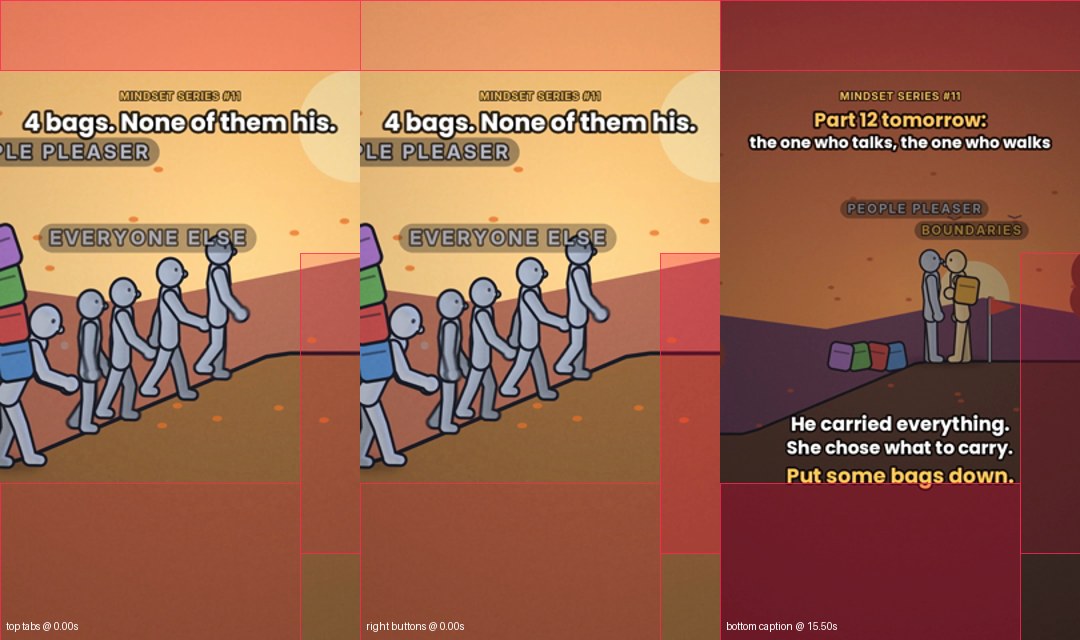 MINDSET SERIES #11
4 bags. None of them his.
PLE PLEASER
EVERYONE ELSE
top tabs @ 0.00s
MINDSET SERIES #11
4 bags. None of them his.
PLE PLEASER
EVERYONE ELSE
right buttons @ 0.00s
MINDSET SERIES #11
Part 12 tomorrow:
the one who talks, the one who walks
PEOPLE PLEASER
BOUNDARIES
He carried everything.
She chose what to carry.
Put some bags down.
bottom caption @ 15.50s